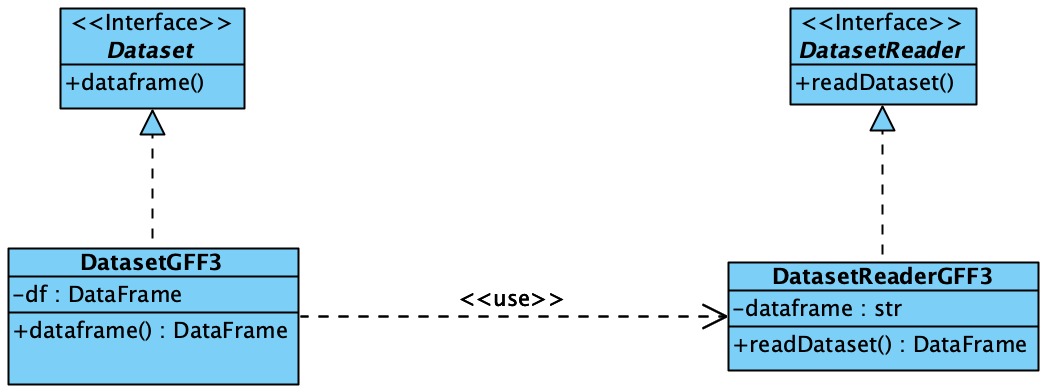 <<Interface>>
Dataset
+dataframe()
<<Interface>>
DatasetReader
+readDataset()
DatasetGFF3
-df : DataFrame
+dataframe() : DataFrame
<<use>>
DatasetReaderGFF3
-dataframe : str
+readDataset() : DataFrame